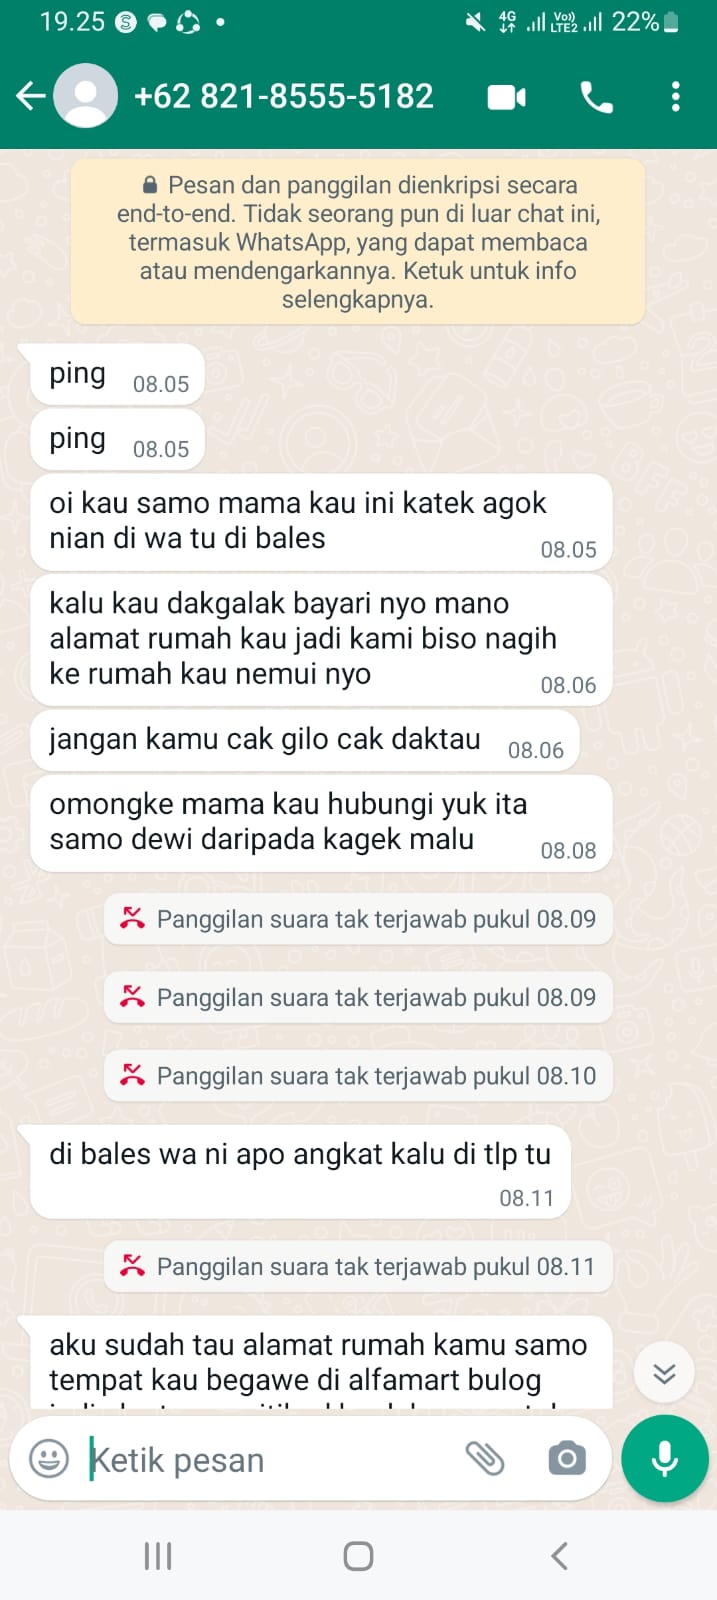 19.25
4G
Vo))
LTE2
22%
+62 821-8555-5182
Pesan dan panggilan dienkripsi secara
end-to-end. Tidak seorang pun di luar chat ini,
termasuk WhatsApp, yang dapat membaca
atau mendengarkannya. Ketuk untuk info
selengkapnya.
ping 08.05
ping 08.05
oi kau samo mama kau ini katek agok
nian di wa tu di bales
08.05
kalu kau dakgalak bayari nyo mano
alamat rumah kau jadi kami biso nagih
ke rumah kau nemui nyo
08.06
jangan kamu cak gilo cak daktau 08.06
omongke mama kau hubungi yuk ita
samo dewi daripada kagek malu
08.08
Panggilan suara tak terjawab pukul 08.09
Panggilan suara tak terjawab pukul 08.09
Panggilan suara tak terjawab pukul 08.10
di bales wa ni apo angkat kalu di tlp tu
08.11
Panggilan suara tak terjawab pukul 08.11
aku sudah tau alamat rumah kamu samo
tempat kau begawe di alfamart bulog
Ketik pesan